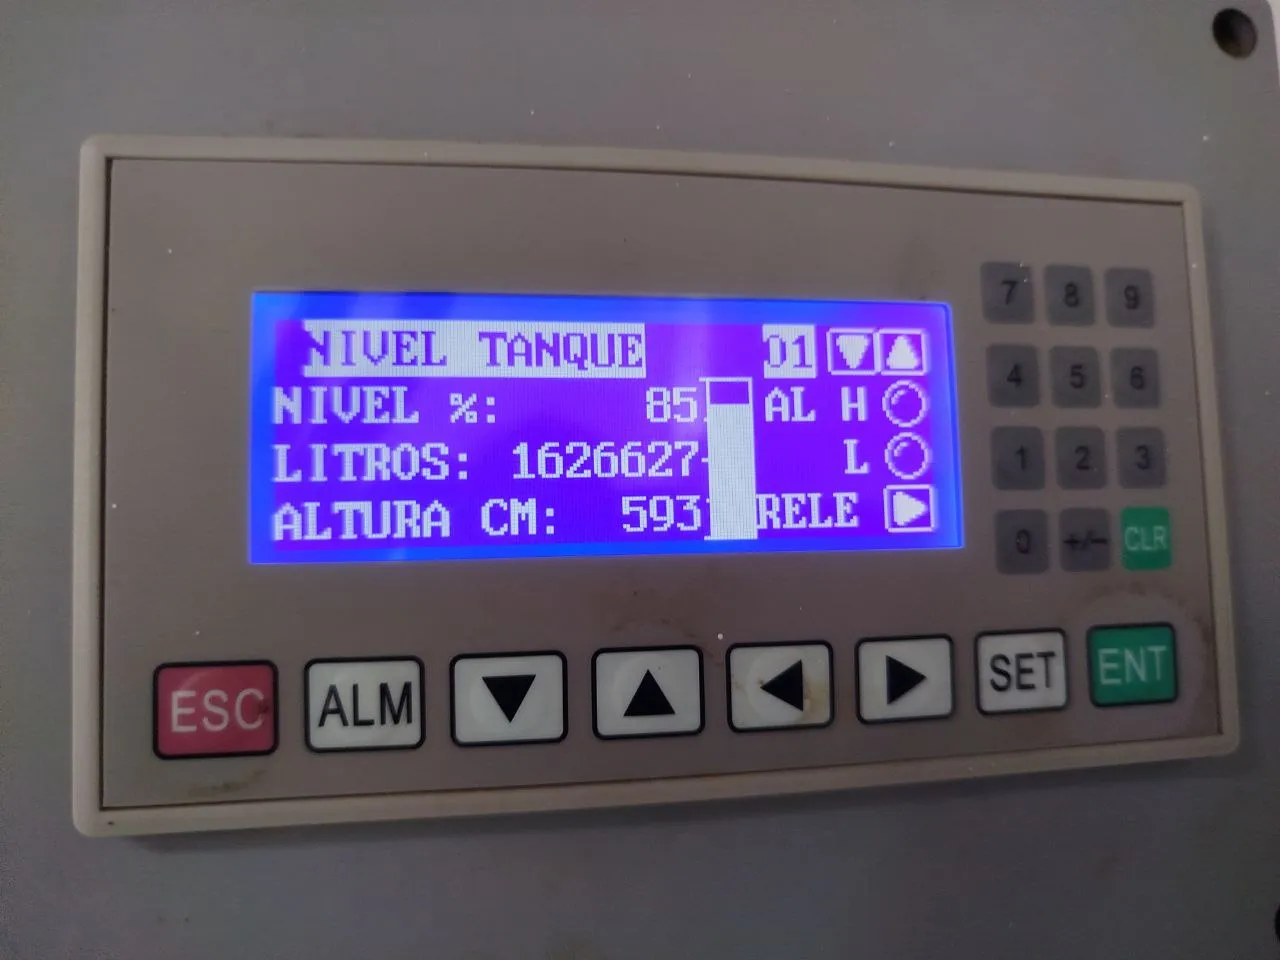 NIVEL TANQUE 01
NIVEL %: 85 AL H
LITROS: 1626627 L
ALTURA CM: 593 RELE
7 8 9
4 5 6
1 2 3
0 +/- CLR
ESC ALM SET ENT